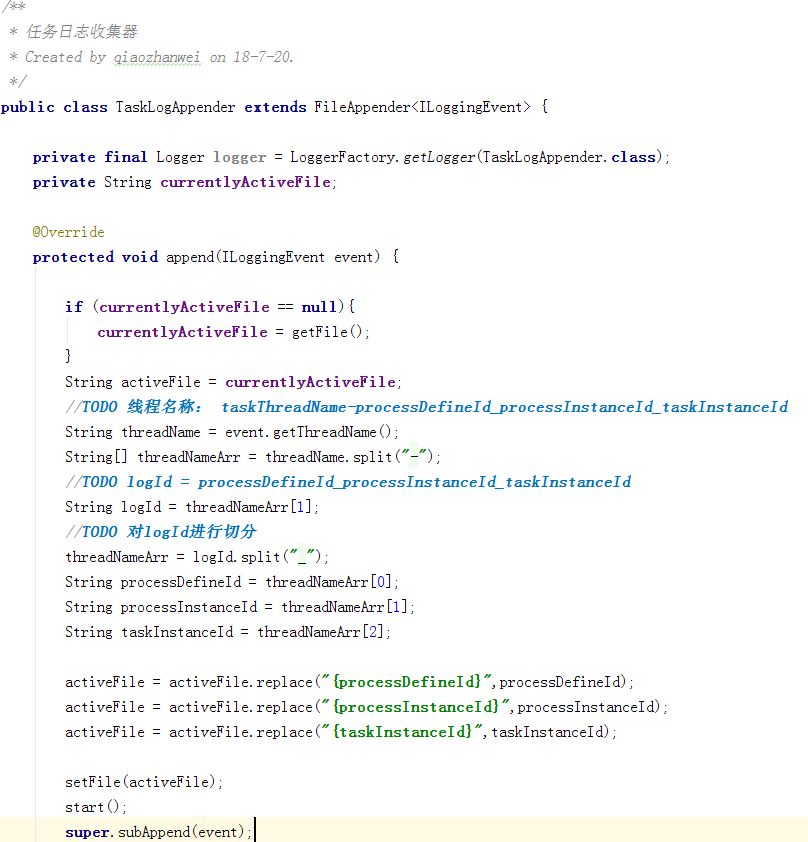 /**
* 任务日志收集器
* Created by qiaozhanwei on 18-7-20.
*/
public class TaskLogAppender extends FileAppender<ILoggingEvent> {
private final Logger logger = LoggerFactory.getLogger(TaskLogAppender.class);
private String currentlyActiveFile;
@Override
protected void append(ILoggingEvent event) {
if (currentlyActiveFile == null){
currentlyActiveFile = getFile();
}
String activeFile = currentlyActiveFile;
//TODO 线程名称： taskThreadName-processDefineId_processInstanceId_taskInstanceId
String threadName = event.getThreadName();
String[] threadNameArr = threadName.split("-");
//TODO logId = processDefineId_processInstanceId_taskInstanceId
String logId = threadNameArr[1];
//TODO 对logId进行切分
threadNameArr = logId.split("_");
String processDefineId = threadNameArr[0];
String processInstanceId = threadNameArr[1];
String taskInstanceId = threadNameArr[2];
activeFile = activeFile.replace("{processDefineId}",processDefineId);
activeFile = activeFile.replace("{processInstanceId}",processInstanceId);
activeFile = activeFile.replace("{taskInstanceId}",taskInstanceId);
setFile(activeFile);
start();
super.subAppend(event);